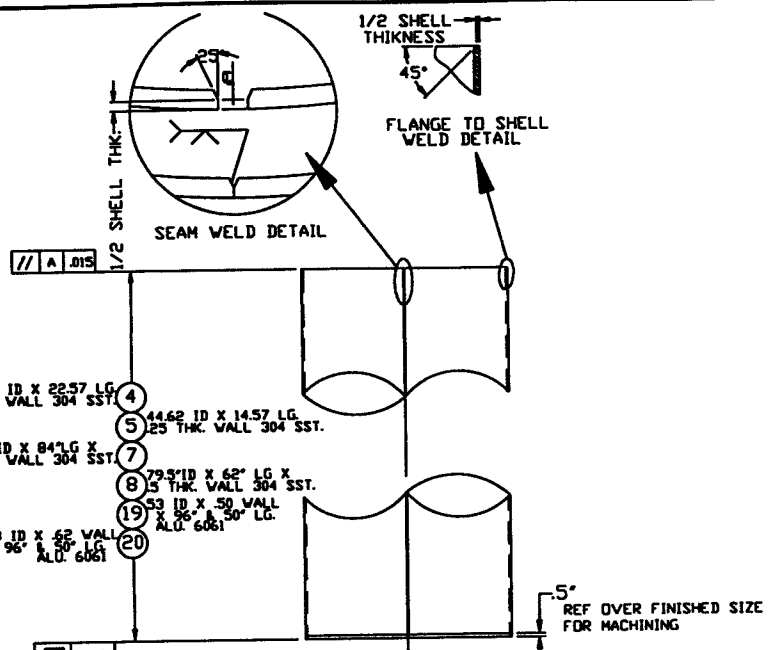 1/2 SHELL
THIKNESS
25°
45°
FLANGE TO SHELL
WELD DETAIL
1/2 SHELL THK.
SEAM WELD DETAIL
// A .015
ID X 22.57 LG.
WALL 304 SST.
4
5
44.62 ID X 14.57 LG.
.25 THK. WALL 304 SST.
ID X 84"LG X
WALL 304 SST.
7
8
79.5"ID X 62" LG X
.5 THK. WALL 304 SST.
19
53 ID X .50 WALL
X 96" & 50" LG.
ALU. 6061
ID X .62 WALL
96" & 50" LG.
ALU. 6061
20
.5"
REF OVER FINISHED SIZE
FOR MACHINING